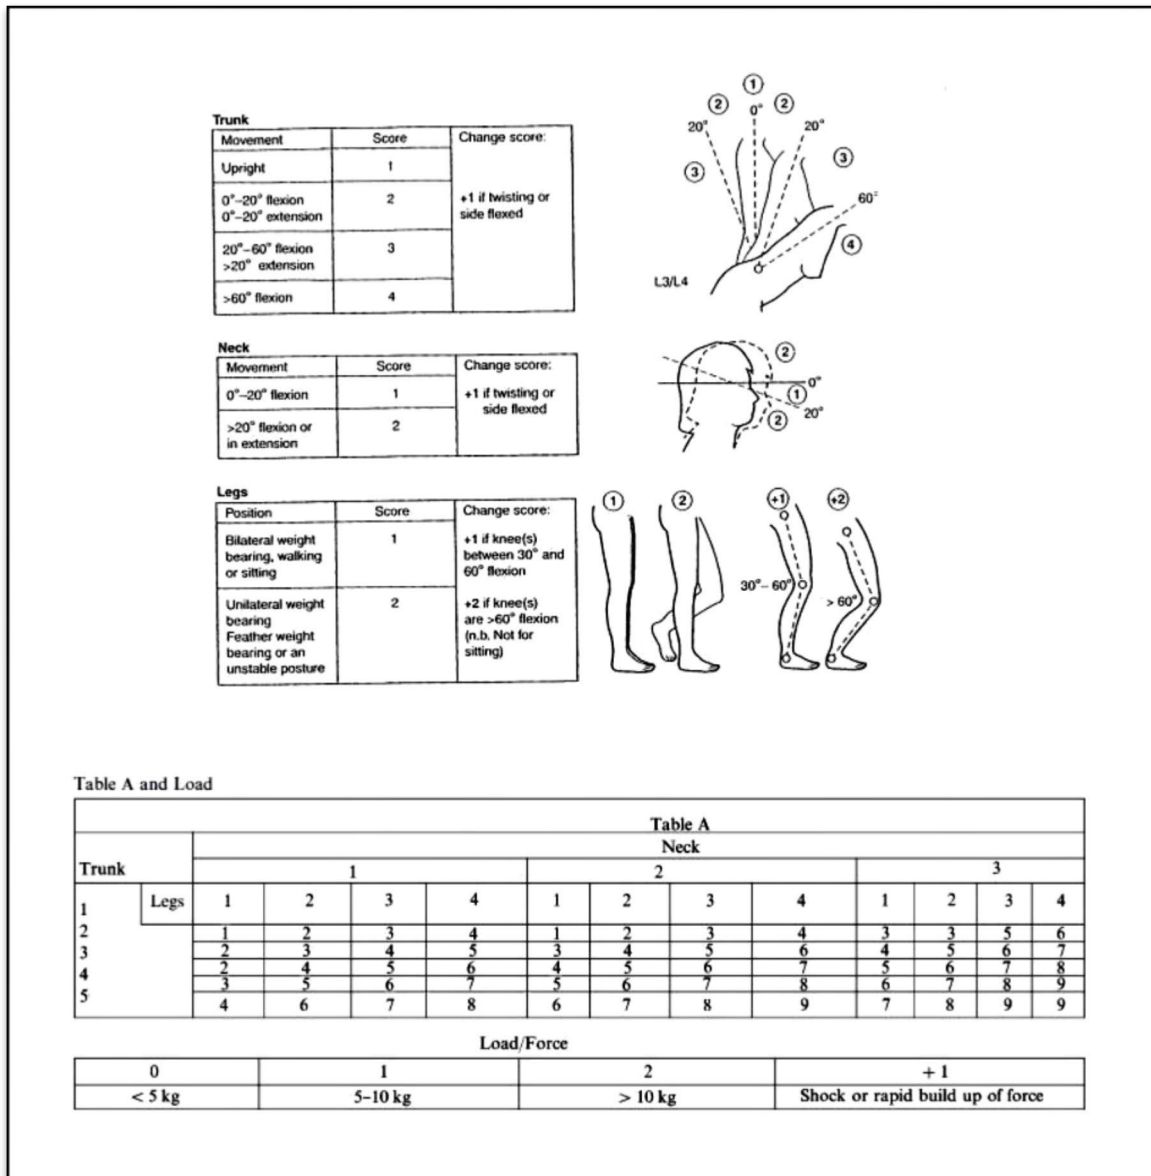 Trunk
Movement Score Change score:
Upright 1
0°–20° flexion 2 +1 if twisting or
0°–20° extension side flexed
20°–60° flexion 3
>20° extension
>60° flexion 4
1
2 0° 2
20° 20°
3 3
60°
4
L3/L4
Neck
Movement Score Change score:
0°–20° flexion 1 +1 if twisting or
side flexed
>20° flexion or 2
in extension
2
0°
1
20°
2
Legs
Position Score Change score:
Bilateral weight 1 +1 if knee(s)
bearing, walking between 30° and
or sitting 60° flexion
Unilateral weight 2 +2 if knee(s)
bearing are >60° flexion
Feather weight (n.b. Not for
bearing or an sitting)
unstable posture
1 2 +1 +2
30°–60° >60°
Table A and Load
Table A
Neck
Trunk 1 2 3
Legs 1 2 3 4 1 2 3 4 1 2 3 4
1
2 1 2 3 4 1 2 3 4 3 3 5 6
3 2 3 4 5 3 4 5 6 4 5 6 7
4 2 4 5 6 4 5 6 7 5 6 7 8
5 3 5 6 7 5 6 7 8 6 7 8 9
4 6 7 8 6 7 8 9 7 8 9 9
Load/Force
0 1 2 +1
< 5 kg 5–10 kg > 10 kg Shock or rapid build up of force